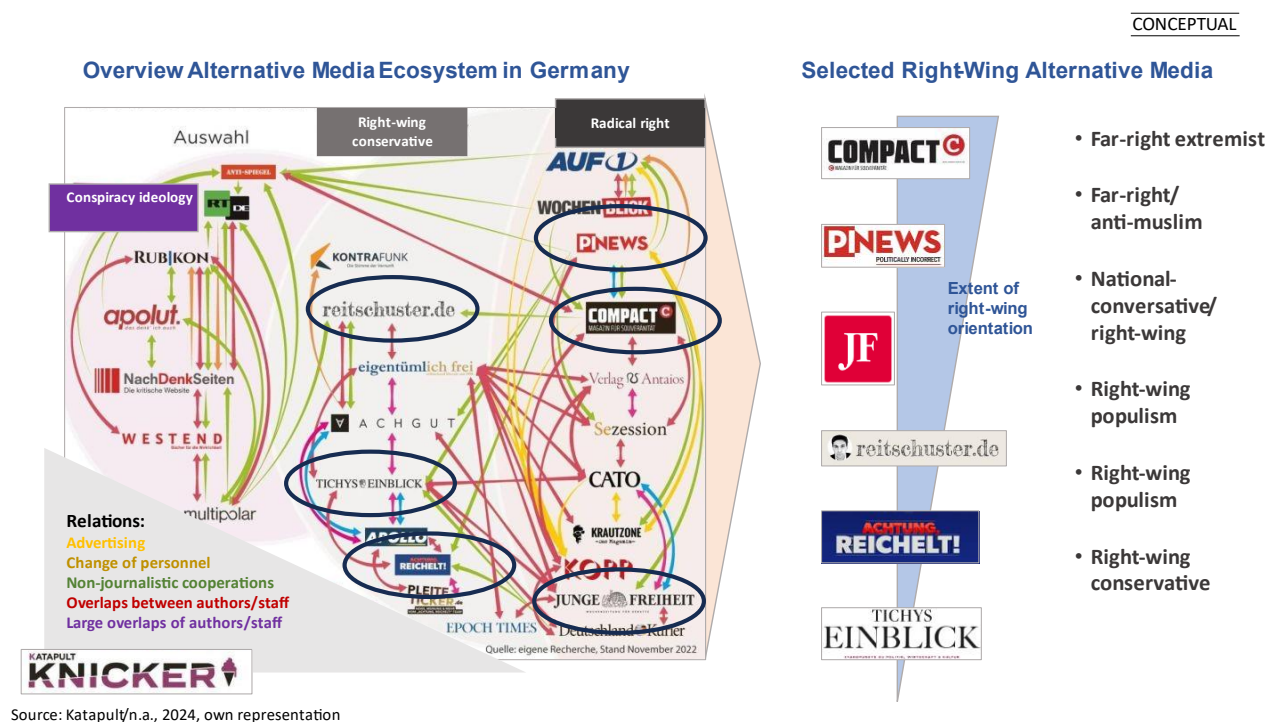 CONCEPTUAL
Overview Alternative Media Ecosystem in Germany
Auswahl
Right-wing
conservative
Radical right
ANTI-SPIEGEL
Conspiracy ideology
RT
DE
RUBIKON
apolut.
NACHDENKSEITEN
Die kritische Website
WESTEND
multipolar
KONTRAFUNK
Die Stimme der Vernunft
reitschuster.de
eigentümlich frei
ACHGUT
TICHYS EINBLICK
APOLLO
ACHTUNG,
REICHELT!
PLEITE
TICKER.de
EPOCH TIMES
AUF1
WOCHENBLICK
PI NEWS
COMPACT
MAGAZIN FÜR SOUVERÄNITÄT
Verlag Antaios
Sezession
CATO
KRAUTZONE
KOPP
JUNGE FREIHEIT
Deutschland Kurier
Quelle: eigene Recherche, Stand November 2022
Relations:
Advertising
Change of personnel
Non-journalistic cooperations
Overlaps between authors/staff
Large overlaps of authors/staff
KATAPULT
KNICKER
Source: Katapult/n.a., 2024, own representation
Selected Right-Wing Alternative Media
COMPACT
MAGAZIN FÜR SOUVERÄNITÄT
PI NEWS
POLITICALLY INCORRECT
JF
reitschuster.de
ACHTUNG,
REICHELT!
TICHYS
EINBLICK
Extent of
right-wing
orientation
• Far-right extremist
• Far-right/
anti-muslim
• National-
conversative/
right-wing
• Right-wing
populism
• Right-wing
populism
• Right-wing
conservative